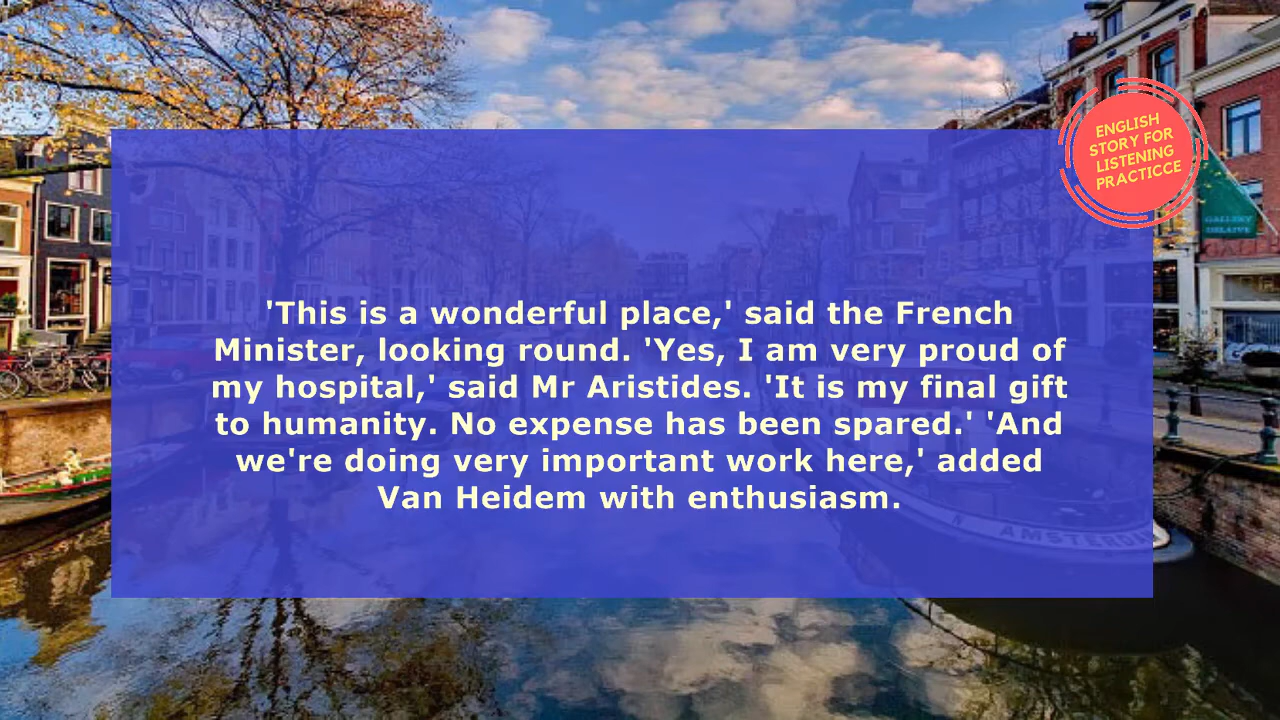 ENGLISH
STORY FOR
LISTENING
PRACTICCE
GALLERY
'This is a wonderful place,' said the French
Minister, looking round. 'Yes, I am very proud of
my hospital,' said Mr Aristides. 'It is my final gift
to humanity. No expense has been spared.' 'And
we're doing very important work here,' added
Van Heidem with enthusiasm.
AMSTERDAM